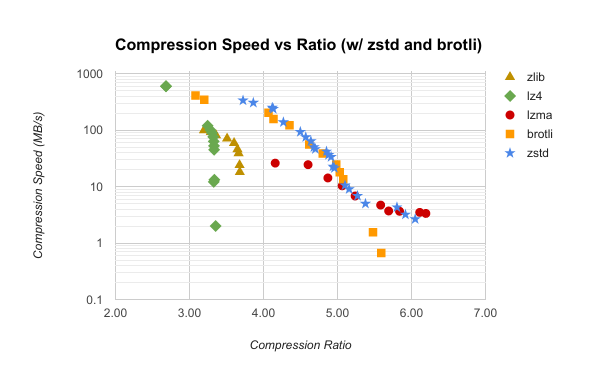 Compression Speed vs Ratio (w/ zstd and brotli)
Compression Speed (MB/s)
1000
100
10
1
0.1
2.00 3.00 4.00 5.00 6.00 7.00
Compression Ratio
zlib
lz4
lzma
brotli
zstd